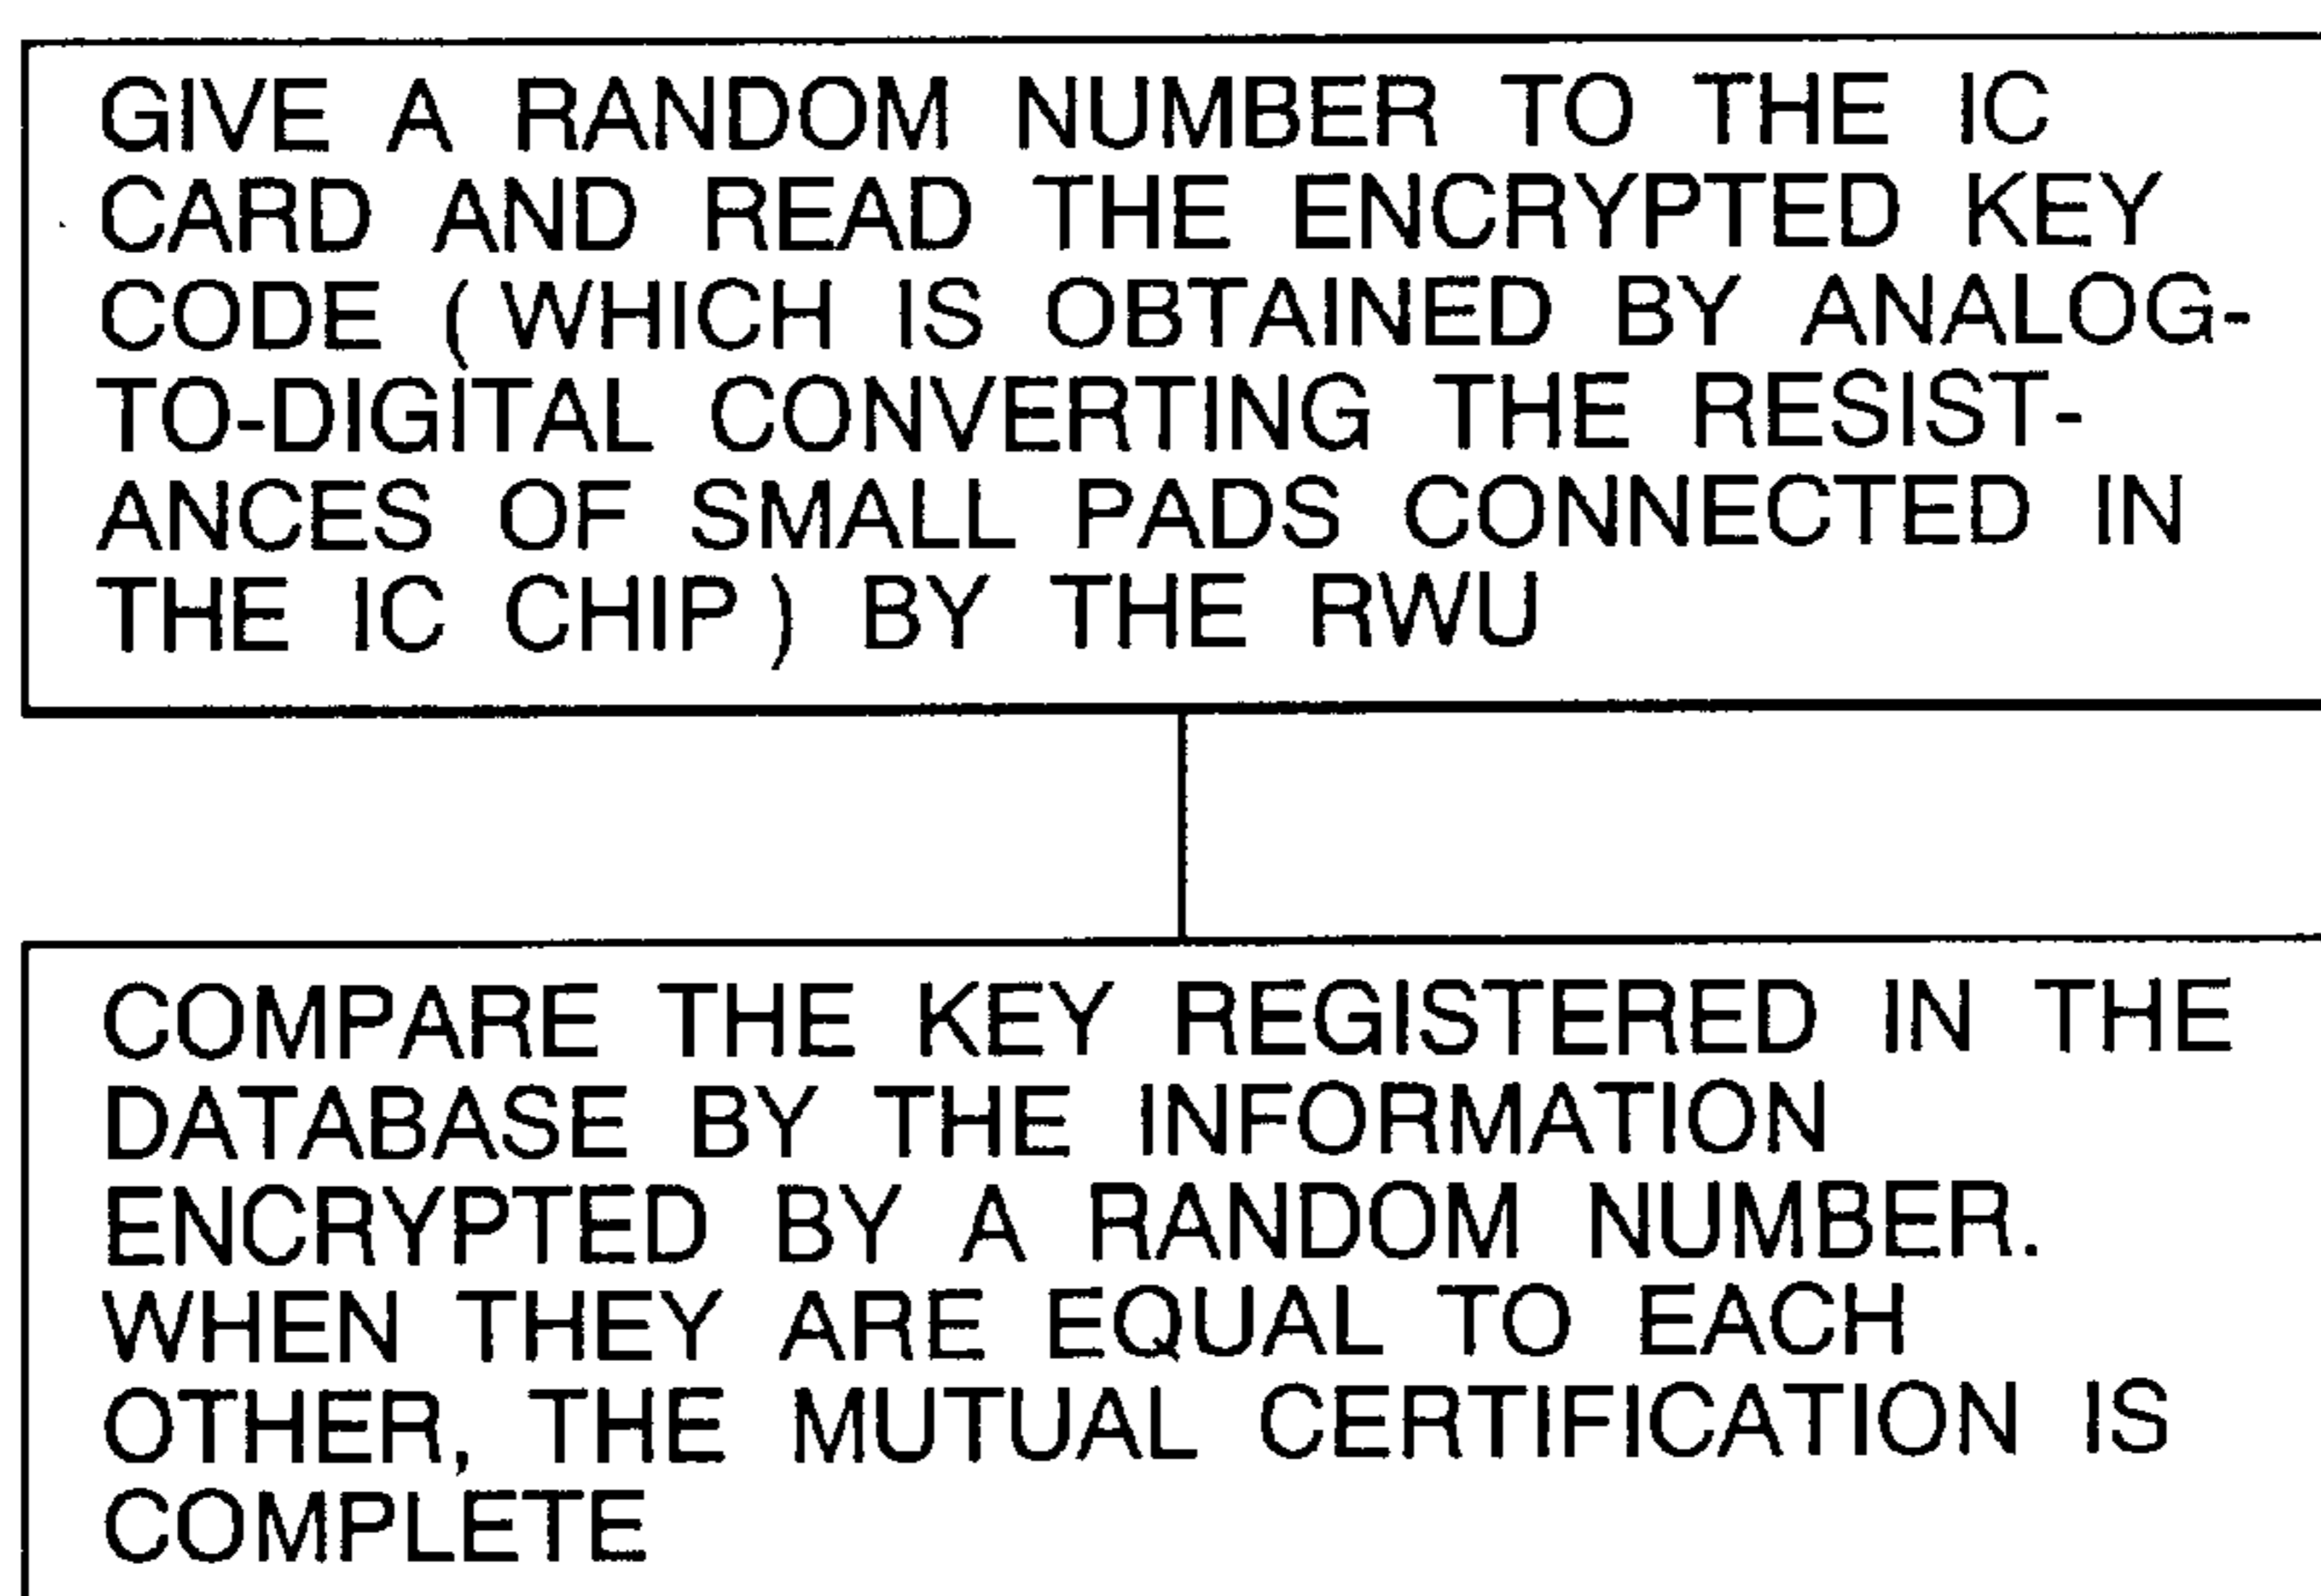 GIVE A RANDOM NUMBER TO THE IC
CARD AND READ THE ENCRYPTED KEY
CODE (WHICH IS OBTAINED BY ANALOG-
TO-DIGITAL CONVERTING THE RESIST-
ANCES OF SMALL PADS CONNECTED IN
THE IC CHIP) BY THE RWU
COMPARE THE KEY REGISTERED IN THE
DATABASE BY THE INFORMATION
ENCRYPTED BY A RANDOM NUMBER.
WHEN THEY ARE EQUAL TO EACH
OTHER, THE MUTUAL CERTIFICATION IS
COMPLETE